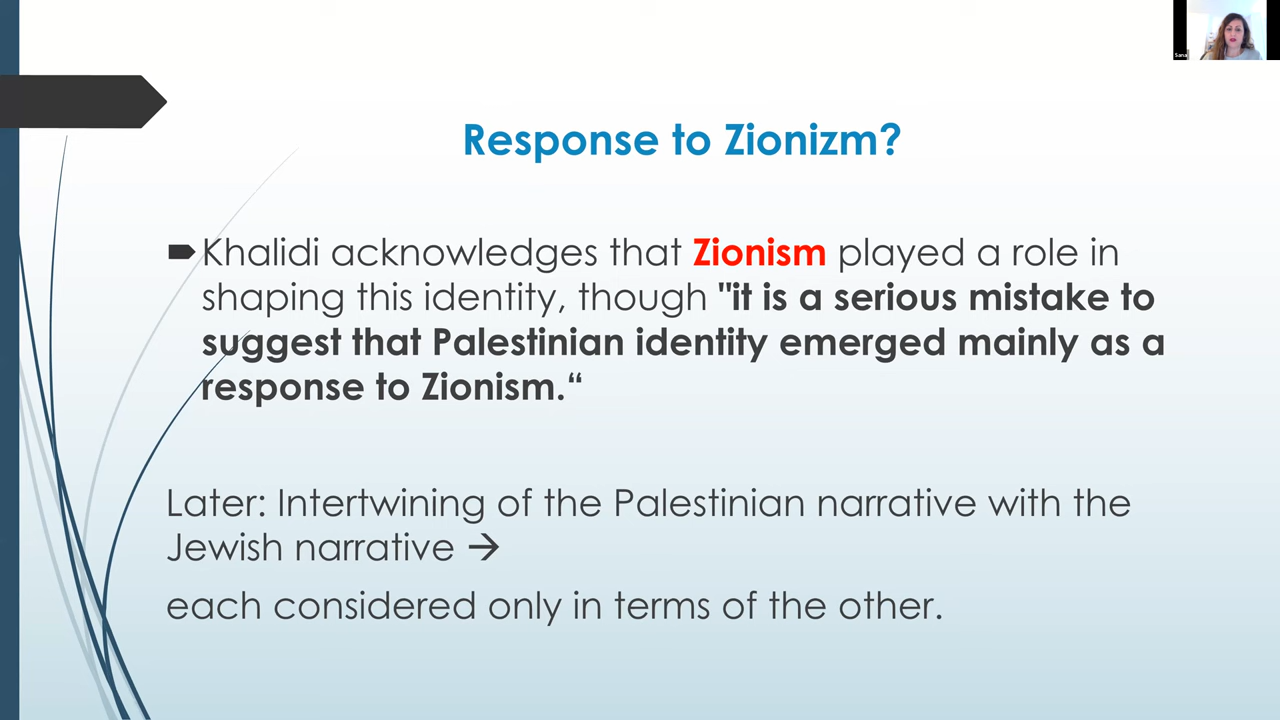 Response to Zionizm?
Khalidi acknowledges that Zionism played a role in
shaping this identity, though "it is a serious mistake to
suggest that Palestinian identity emerged mainly as a
response to Zionism.“
Later: Intertwining of the Palestinian narrative with the
Jewish narrative →
each considered only in terms of the other.
Sana